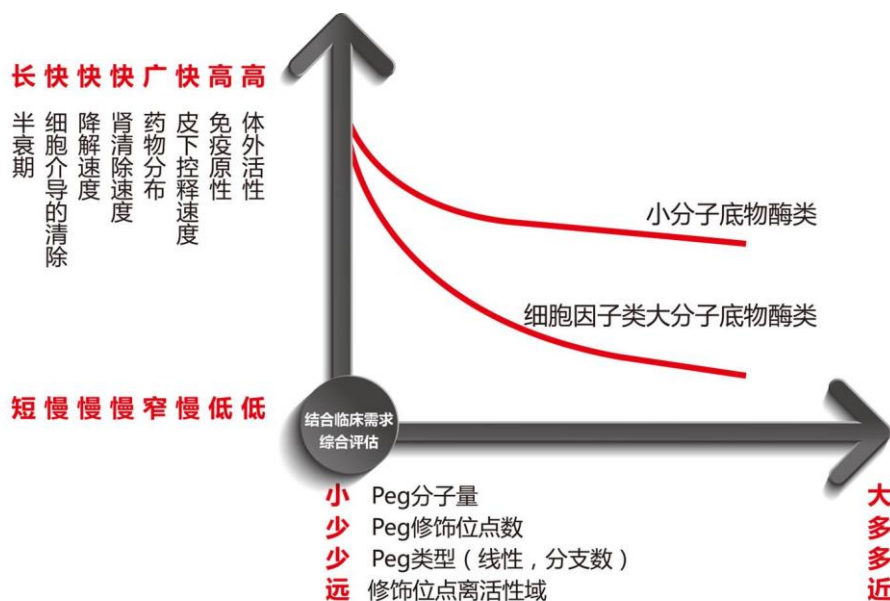 长 快 快 快 广 快 高 高
半衰期
细胞介导的清除
降解速度
肾清除速度
药物分布
皮下控释速度
免疫原性
体外活性
短 慢 慢 慢 窄 慢 低 低
小分子底物酶类
细胞因子类大分子底物酶类
结合临床需求
综合评估
小 Peg分子量 大
少 Peg修饰位点数 多
少 Peg类型（线性，分支数） 多
远 修饰位点离活性域 近